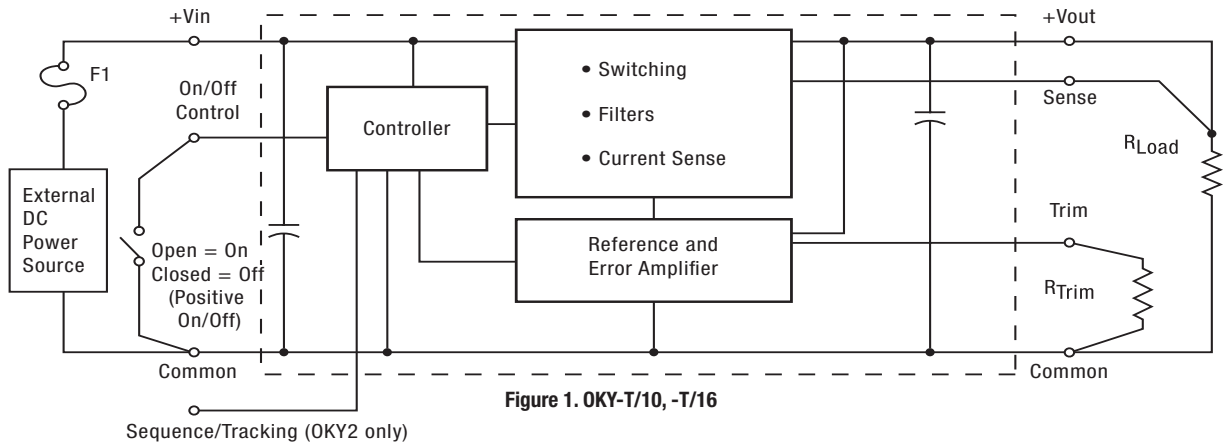 +Vin
+Vout
F1
On/Off
Control
Controller
• Switching
• Filters
• Current Sense
Sense
RLoad
External
DC
Power
Source
Open = On
Closed = Off
(Positive
On/Off)
Reference and
Error Amplifier
Trim
RTrim
Common
Common
Figure 1. OKY-T/10, -T/16
Sequence/Tracking (OKY2 only)